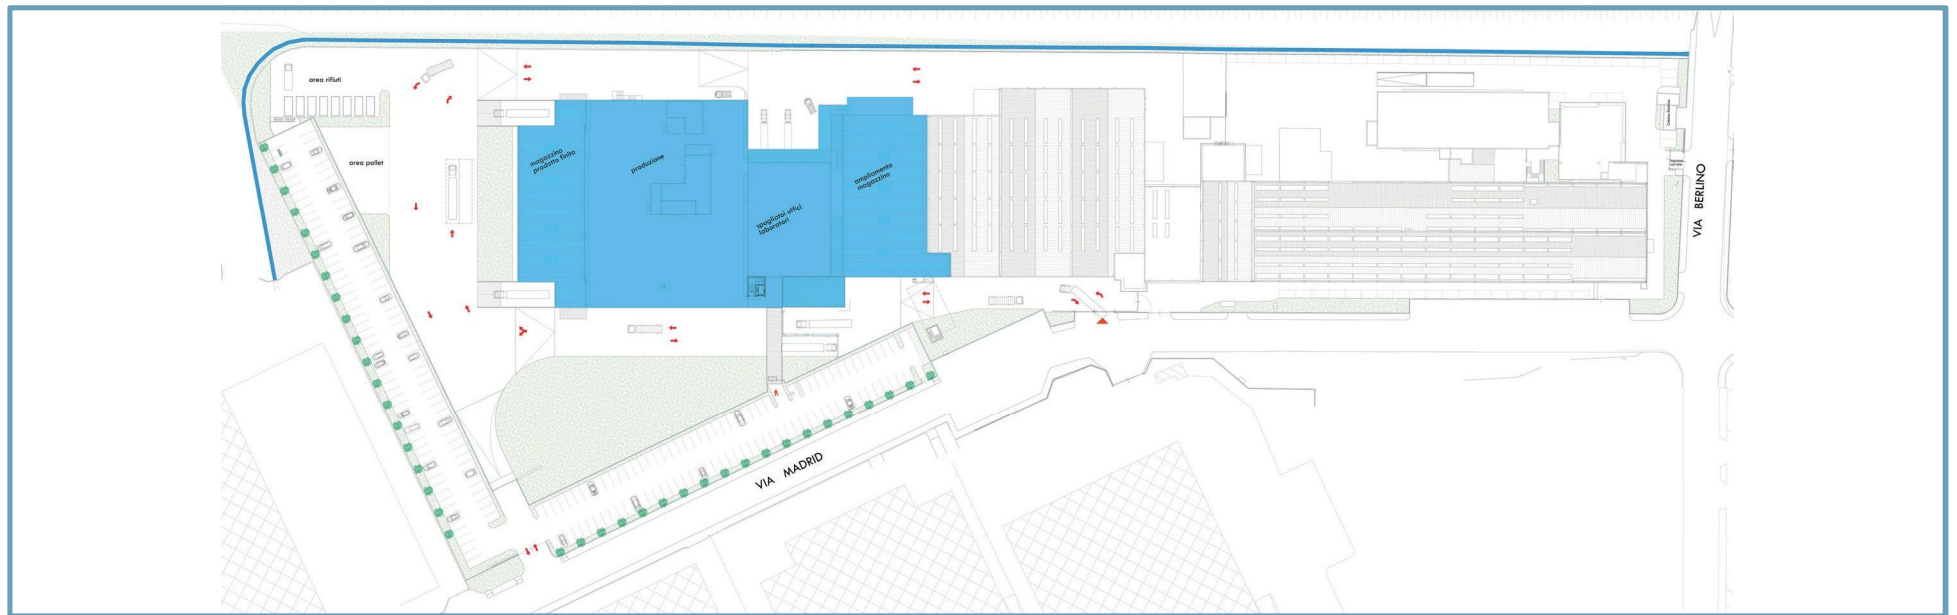 area rifiuti
area pallet
magazzino
prodotto finito
produzione
spogliatoi uffici
laboratori
ampliamento
magazzino
VIA BERLINO
VIA MADRID